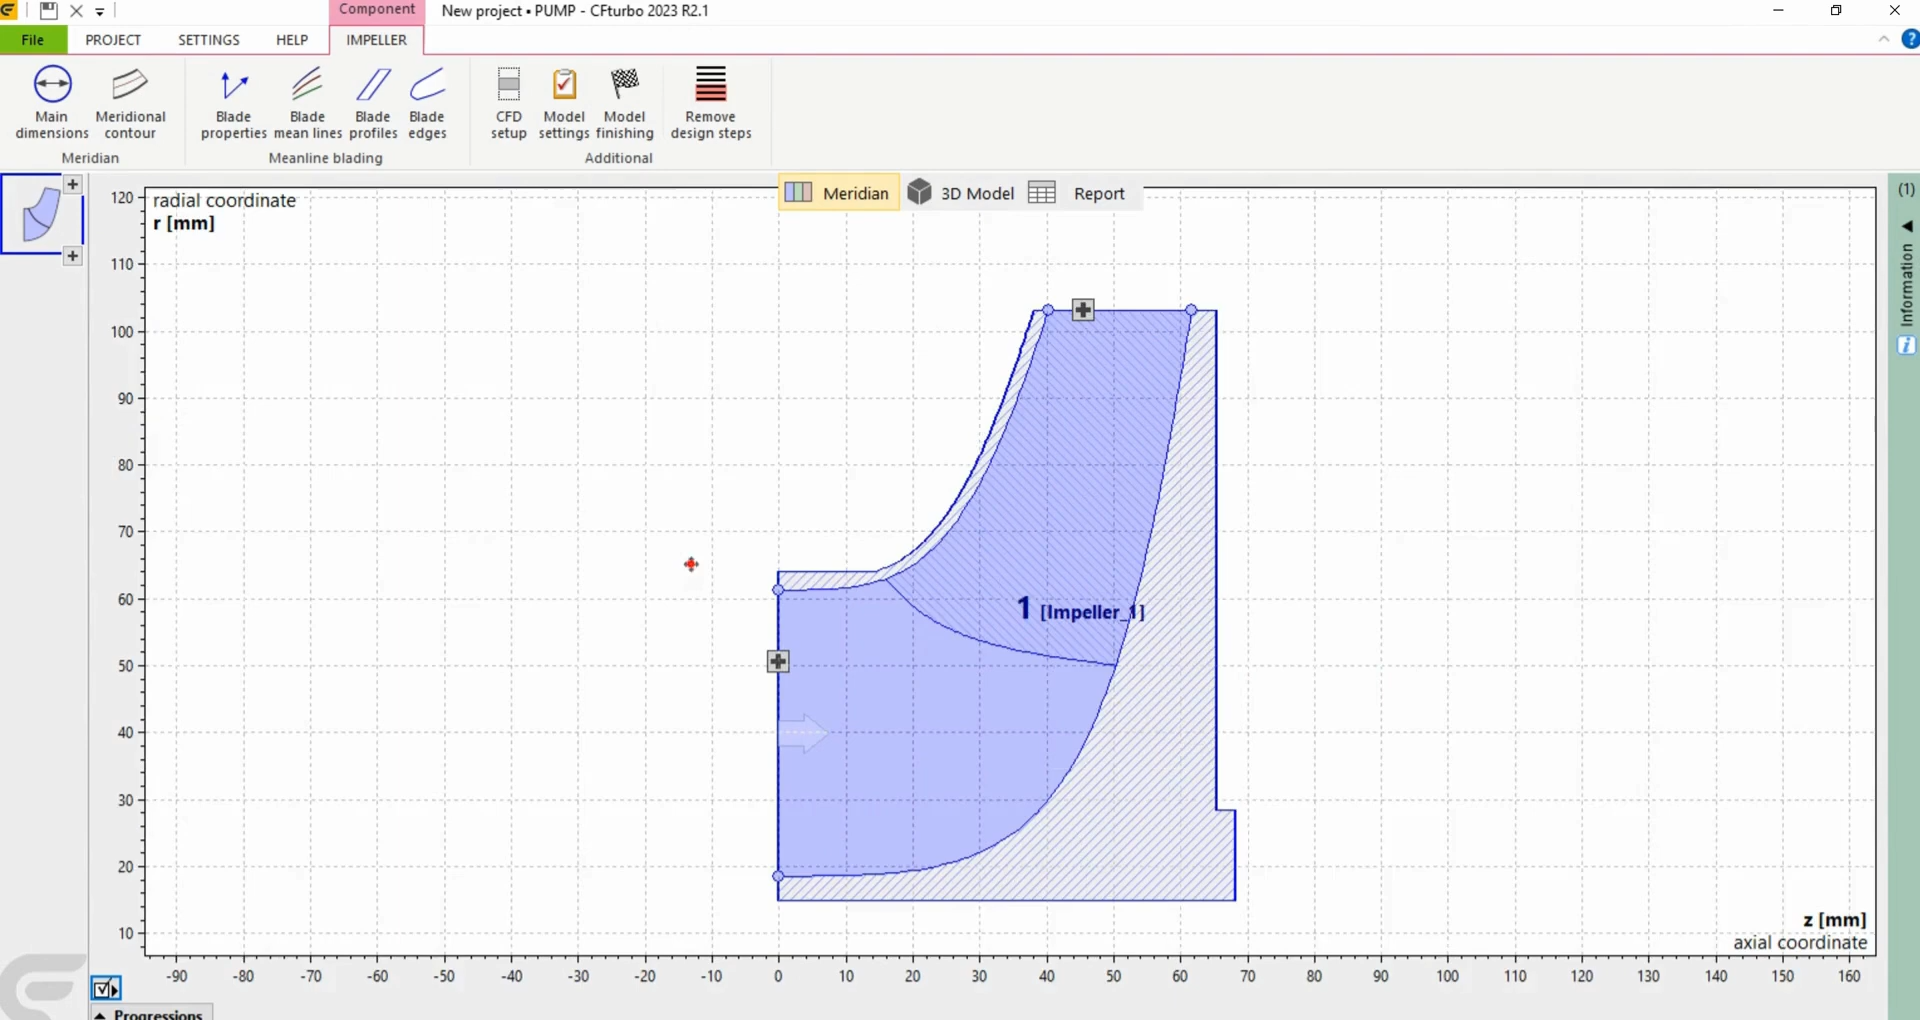 Component
New project • PUMP - CFturbo 2023 R2.1
File PROJECT SETTINGS HELP IMPELLER
Main dimensions
Meridional contour
Blade properties
Blade mean lines
Blade profiles
Blade edges
CFD setup
Model settings
Model finishing
Remove design steps
Meridian
Meanline blading
Additional
Meridian 3D Model Report
radial coordinate
r [mm]
(1)
Information
120
110
100
90
80
70
60
50
40
30
20
10
1 [Impeller_1]
z [mm]
axial coordinate
-90 -80 -70 -60 -50 -40 -30 -20 -10 0 10 20 30 40 50 60 70 80 90 100 110 120 130 140 150 160
Progressions